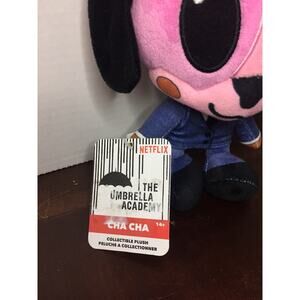 NETFLIX
THE
UMBRELLA
ACADEMY
CHA CHA
14+
COLLECTIBLE PLUSH
PELUCHE A COLLECTIONNER